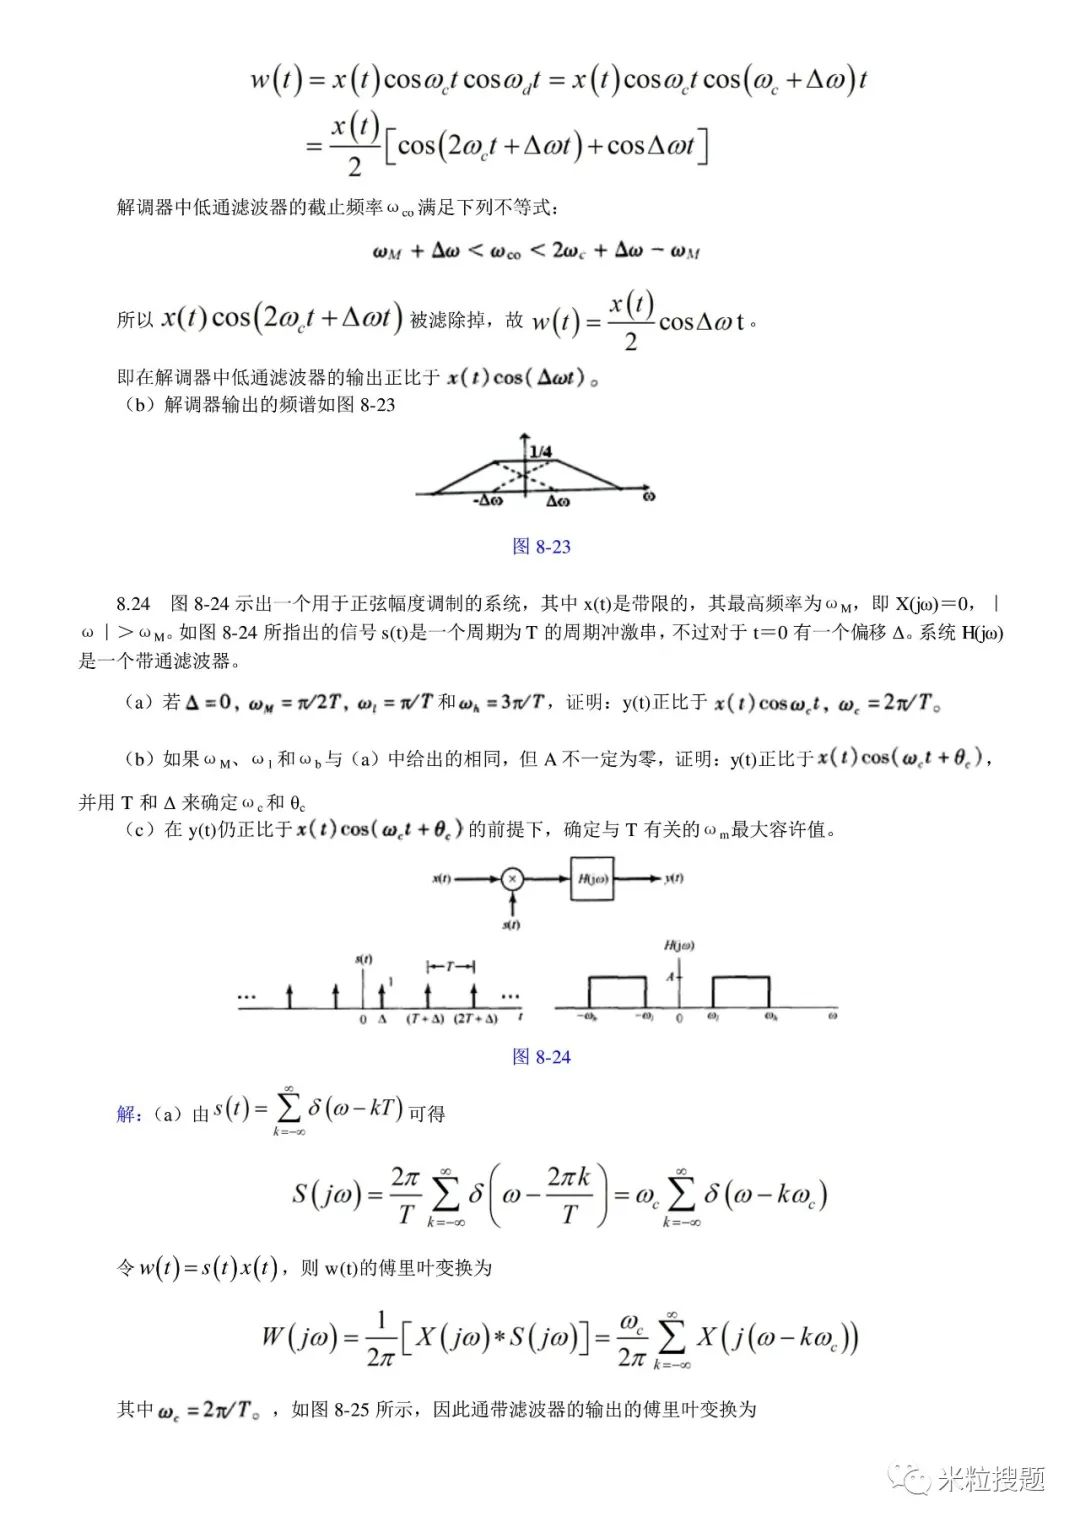 w(t) = x(t)cosω_c t cosω_d t = x(t)cosω_c t cos(ω_c + Δω)t
= x(t)/2 [cos(2ω_c t + Δωt) + cosΔωt]
解调器中低通滤波器的截止频率ω_co满足下列不等式:
ω_M + Δω < ω_co < 2ω_c + Δω − ω_M
所以 x(t)cos(2ω_c t + Δωt) 被滤除掉，故 w(t) = x(t)/2 cosΔωt。
即在解调器中低通滤波器的输出正比于 x(t)cos(Δωt)。
（b）解调器输出的频谱如图 8-23
1/4
-Δω Δω ω
图 8-23
8.24 图 8-24 示出一个用于正弦幅度调制的系统，其中 x(t)是带限的，其最高频率为ω_M，即 X(jω)＝0，|
ω|＞ω_M。如图 8-24 所指出的信号 s(t)是一个周期为 T 的周期冲激串，不过对于 t＝0 有一个偏移 Δ。系统 H(jω)
是一个带通滤波器。
（a）若 Δ = 0, ω_M = π/2T, ω_l = π/T 和 ω_h = 3π/T，证明：y(t)正比于 x(t)cosω_c t, ω_c = 2π/T。
（b）如果ω_M、ω_l 和ω_b 与（a）中给出的相同，但 A 不一定为零，证明：y(t)正比于 x(t)cos(ω_c t + θ_c)，
并用 T 和 Δ 来确定ω_c 和 θ_c
（c）在 y(t)仍正比于 x(t)cos(ω_c t + θ_c) 的前提下，确定与 T 有关的ω_m 最大容许值。
x(t) × H(jω) y(t)
s(t)
s(t) ←T→ 1 ... ... 0 Δ (T+Δ) (2T+Δ) t
H(jω) A -ω_h -ω_l 0 ω_l ω_h ω
图 8-24
解:（a）由 s(t) = ∑_{k=-∞}^{∞} δ(ω − kT) 可得
S(jω) = 2π/T ∑_{k=-∞}^{∞} δ(ω − 2πk/T) = ω_c ∑_{k=-∞}^{∞} δ(ω − kω_c)
令 w(t) = s(t)x(t)，则 w(t)的傅里叶变换为
W(jω) = 1/2π [X(jω)*S(jω)] = ω_c/2π ∑_{k=-∞}^{∞} X(j(ω − kω_c))
其中 ω_c = 2π/T。，如图 8-25 所示，因此通带滤波器的输出的傅里叶变换为
米粒搜题